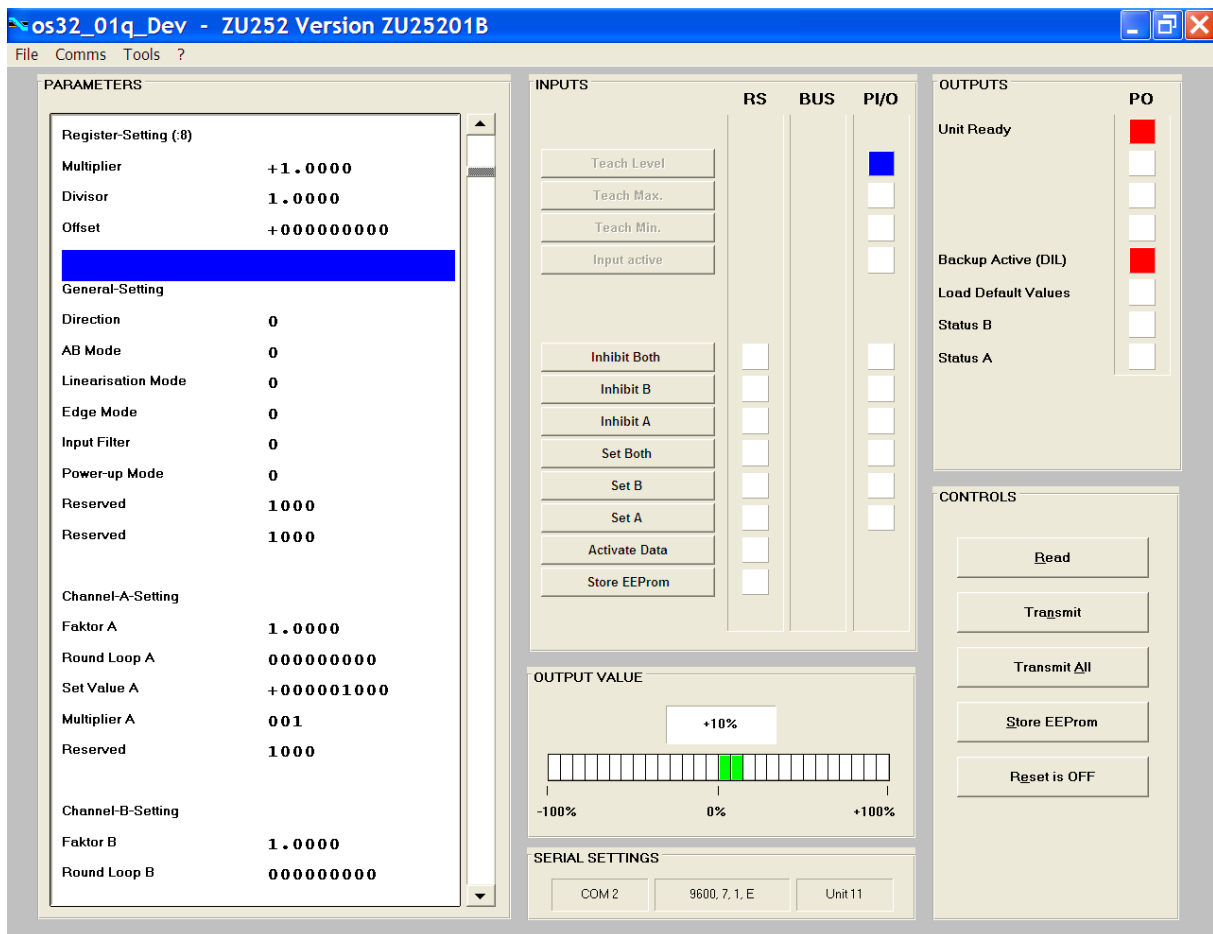 os32_01q_Dev - ZU252 Version ZU25201B
File Comms Tools ?
PARAMETERS
Register-Setting (:8)
Multiplier +1.0000
Divisor 1.0000
Offset +000000000
General-Setting
Direction 0
AB Mode 0
Linearisation Mode 0
Edge Mode 0
Input Filter 0
Power-up Mode 0
Reserved 1000
Reserved 1000
Channel-A-Setting
Faktor A 1.0000
Round Loop A 000000000
Set Value A +000001000
Multiplier A 001
Reserved 1000
Channel-B-Setting
Faktor B 1.0000
Round Loop B 000000000
INPUTS
RS BUS PI/O
Teach Level
Teach Max.
Teach Min.
Input active
Inhibit Both
Inhibit B
Inhibit A
Set Both
Set B
Set A
Activate Data
Store EEProm
OUTPUT VALUE
+10%
-100% 0% +100%
SERIAL SETTINGS
COM 2 9600, 7, 1, E Unit 11
OUTPUTS
PO
Unit Ready
Backup Active (DIL)
Load Default Values
Status B
Status A
CONTROLS
Read
Transmit
Transmit All
Store EEProm
Reset is OFF